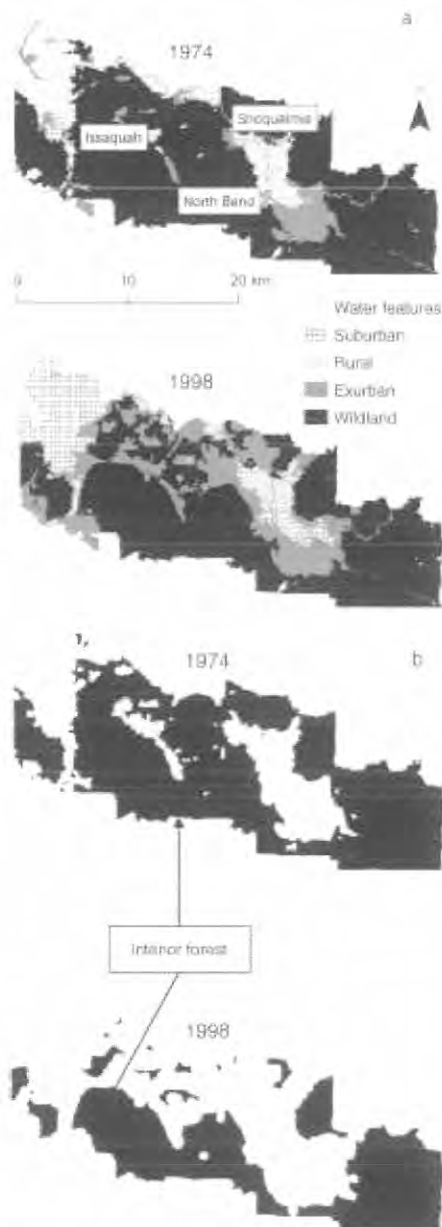 a
1974
Snoqualmie
Issaquah
North Bend
0 10 20 km
Water features
Suburban
Rural
Exurban
Wildland
1998
1974
b
Interior forest
1998